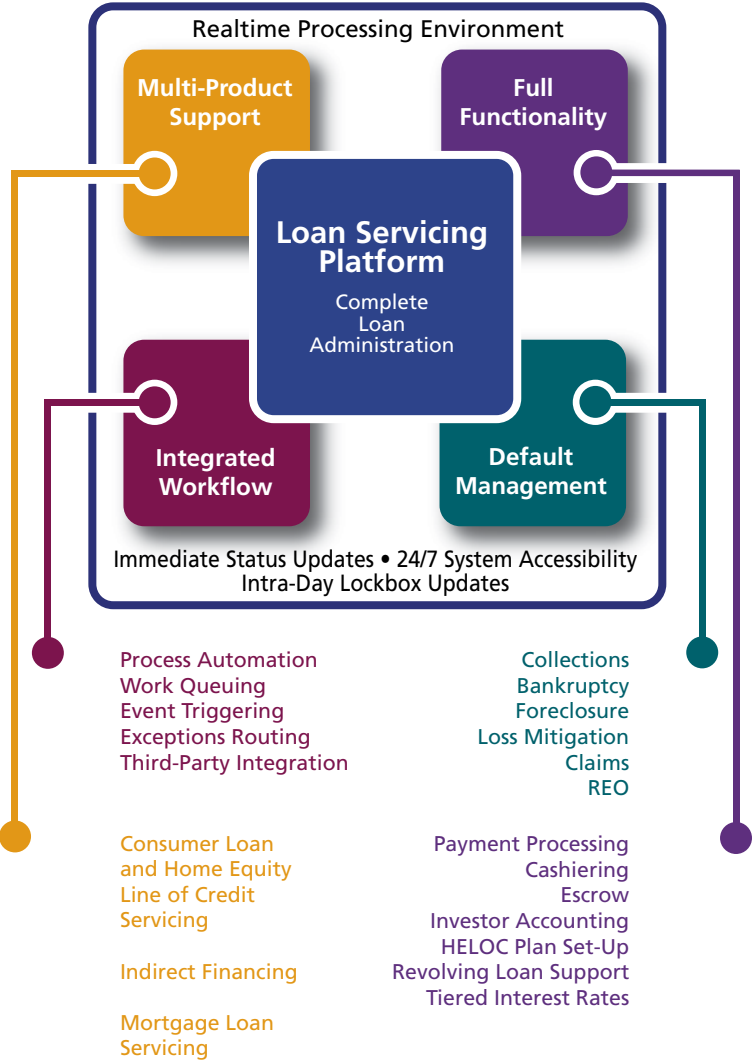 Realtime Processing Environment
Multi-Product
Support
Full
Functionality
Loan Servicing
Platform
Complete
Loan
Administration
Integrated
Workflow
Default
Management
Immediate Status Updates • 24/7 System Accessibility
Intra-Day Lockbox Updates
Process Automation
Work Queuing
Event Triggering
Exceptions Routing
Third-Party Integration
Collections
Bankruptcy
Foreclosure
Loss Mitigation
Claims
REO
Consumer Loan
and Home Equity
Line of Credit
Servicing
Indirect Financing
Mortgage Loan
Servicing
Payment Processing
Cashiering
Escrow
Investor Accounting
HELOC Plan Set-Up
Revolving Loan Support
Tiered Interest Rates